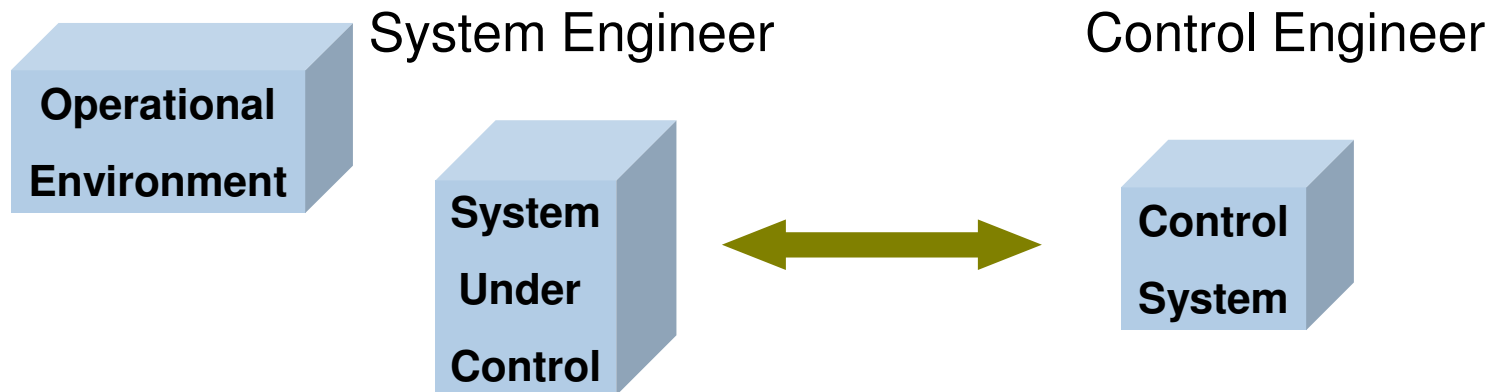 System Engineer
Control Engineer
Operational
Environment
System
Under
Control
Control
System